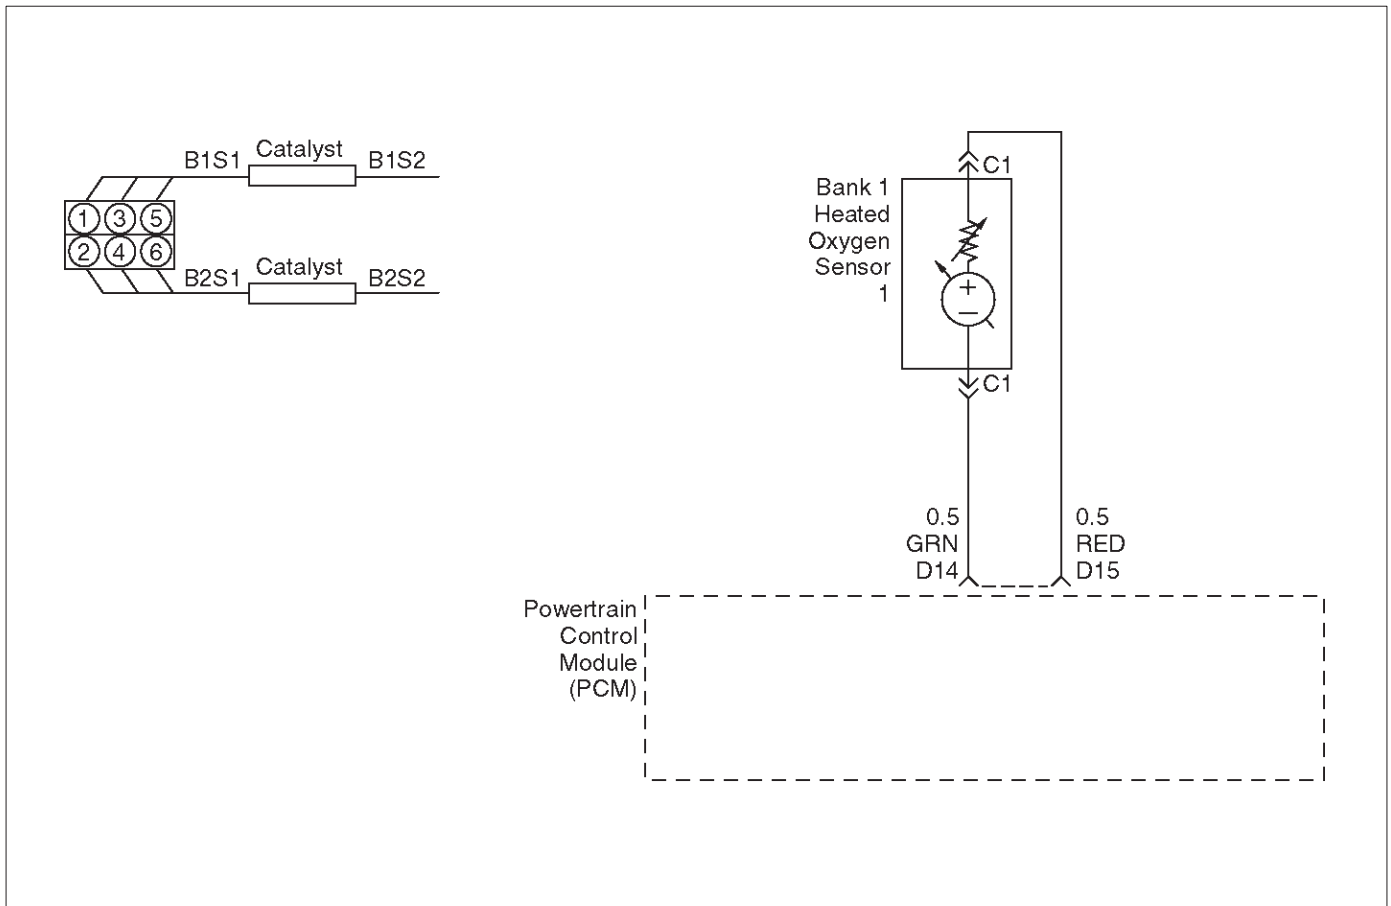 B1S1 Catalyst B1S2
1 3 5
2 4 6
B2S1 Catalyst B2S2
C1
Bank 1
Heated
Oxygen
Sensor
1
+
−
C1
0.5
GRN
D14
0.5
RED
D15
Powertrain
Control
Module
(PCM)